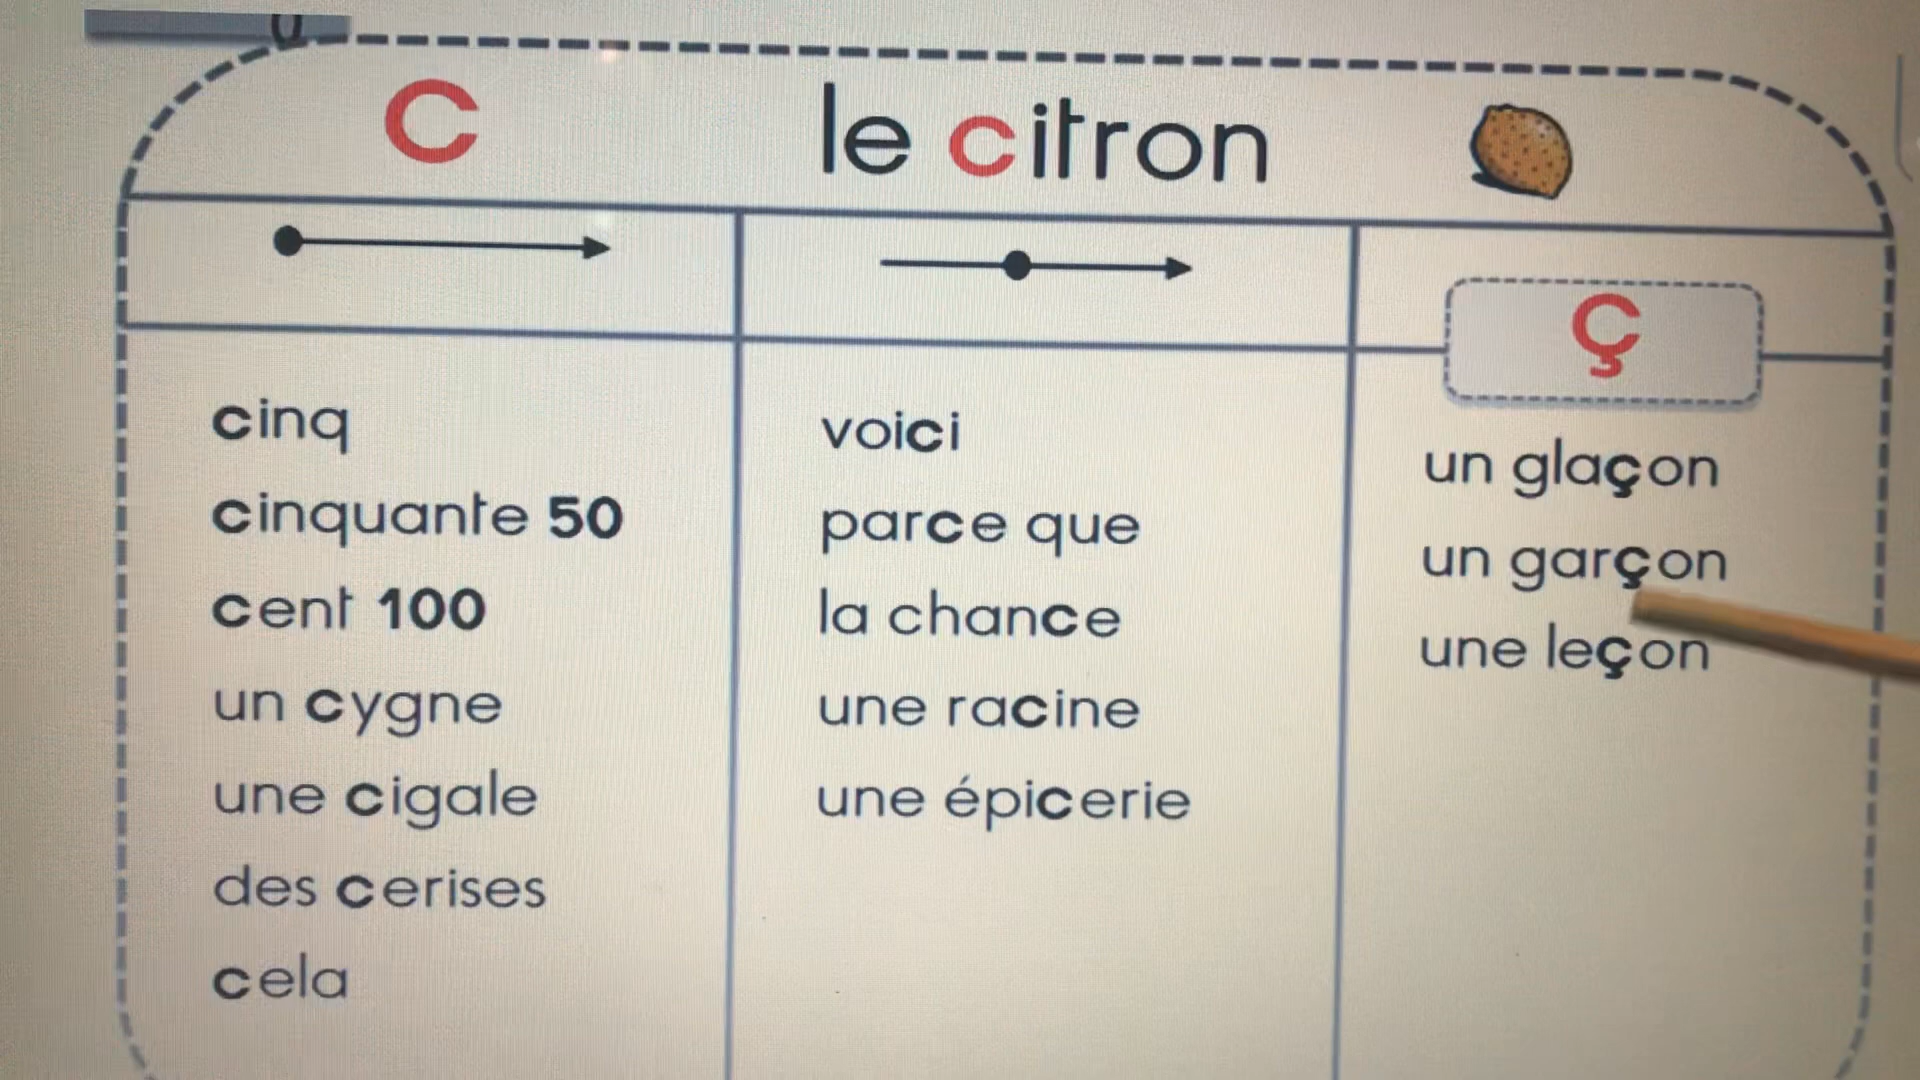 c le citron
ç
cinq
cinquante 50
cent 100
un cygne
une cigale
des cerises
cela
voici
parce que
la chance
une racine
une épicerie
un glaçon
un garçon
une leçon